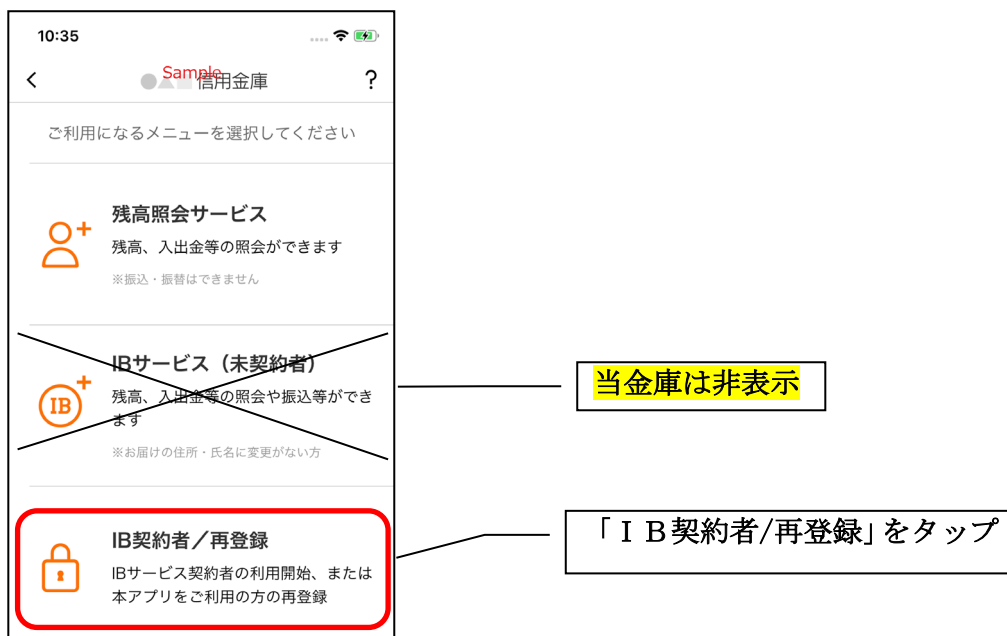 10:35
Sample
●▲■信用金庫
?
ご利用になるメニューを選択してください
残高照会サービス
残高、入出金等の照会ができます
※振込・振替はできません
IBサービス（未契約者）
IB
残高、入出金等の照会や振込等ができ
ます
※お届けの住所・氏名に変更がない方
当金庫は非表示
IB契約者／再登録
IBサービス契約者の利用開始、または
本アプリをご利用の方の再登録
「ＩＢ契約者/再登録」をタップ